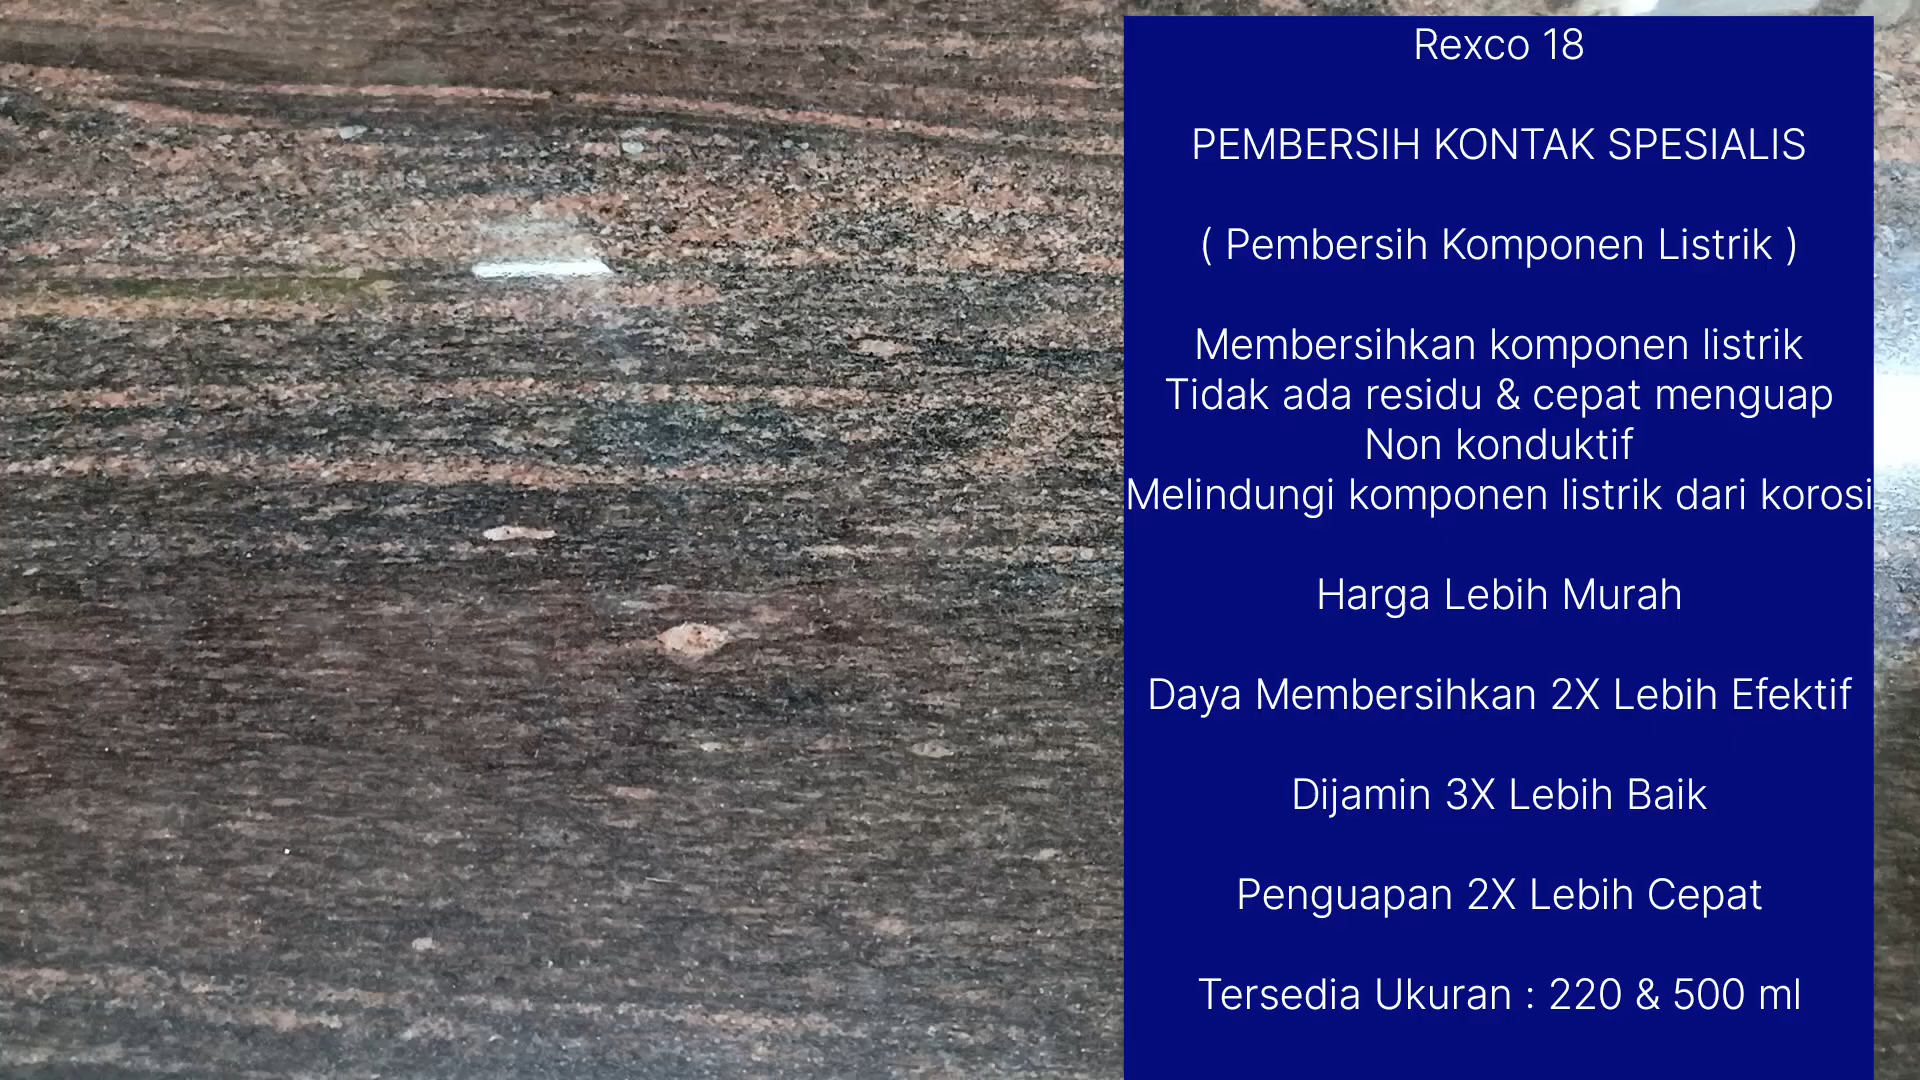 Rexco 18
PEMBERSIH KONTAK SPESIALIS
( Pembersih Komponen Listrik )
Membersihkan komponen listrik
Tidak ada residu & cepat menguap
Non konduktif
Melindungi komponen listrik dari korosi
Harga Lebih Murah
Daya Membersihkan 2X Lebih Efektif
Dijamin 3X Lebih Baik
Penguapan 2X Lebih Cepat
Tersedia Ukuran : 220 & 500 ml